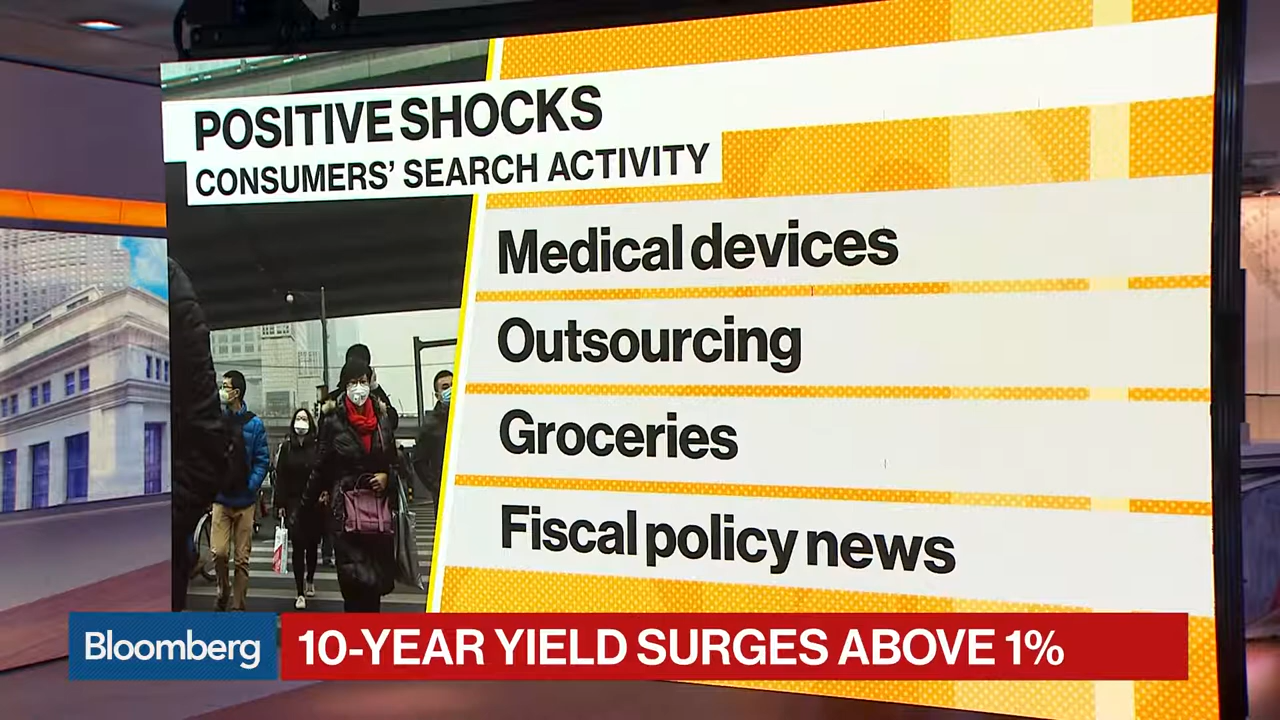 POSITIVE SHOCKS
CONSUMERS' SEARCH ACTIVITY
Medical devices
Outsourcing
Groceries
Fiscal policy news
Bloomberg
10-YEAR YIELD SURGES ABOVE 1%